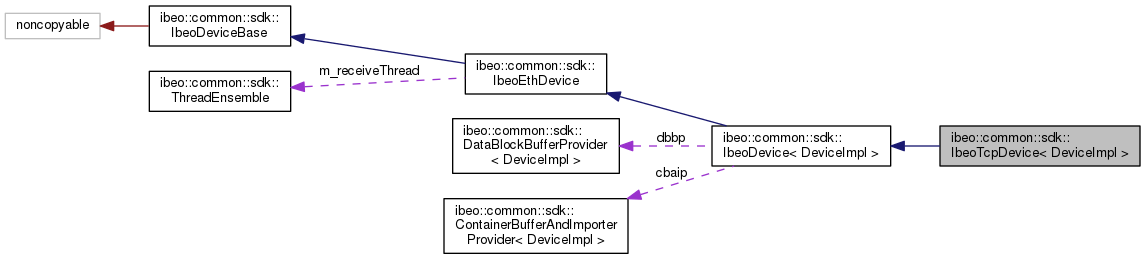 noncopyable
ibeo::common::sdk::
IbeoDeviceBase
ibeo::common::sdk::
ThreadEnsemble
m_receiveThread
ibeo::common::sdk::
IbeoEthDevice
ibeo::common::sdk::
DataBlockBufferProvider
< DeviceImpl >
dbbp
ibeo::common::sdk::
ContainerBufferAndImporter
Provider< DeviceImpl >
cbaip
ibeo::common::sdk::
IbeoDevice< DeviceImpl >
ibeo::common::sdk::
IbeoTcpDevice< DeviceImpl >